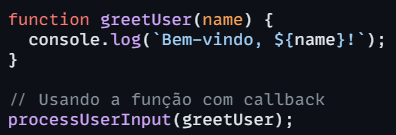 function greetUser(name) {
  console.log(`Bem-vindo, ${name}!`);
}

// Usando a função com callback
processUserInput(greetUser);